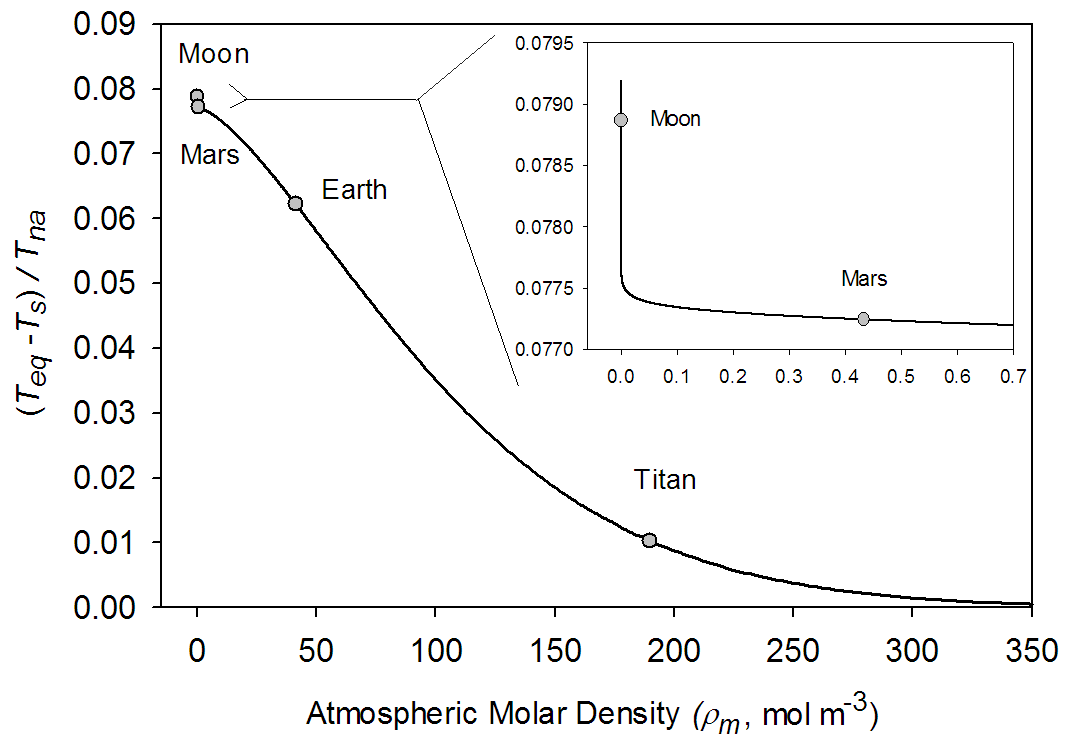 0.09
0.08
0.07
0.06
0.05
0.04
0.03
0.02
0.01
0.00
(Teq -Ts) / Tna
Moon
Mars
Earth
Titan
0.0795
0.0790
0.0785
0.0780
0.0775
0.0770
Moon
Mars
0.0 0.1 0.2 0.3 0.4 0.5 0.6 0.7
0 50 100 150 200 250 300 350
Atmospheric Molar Density (ρm, mol m-3)